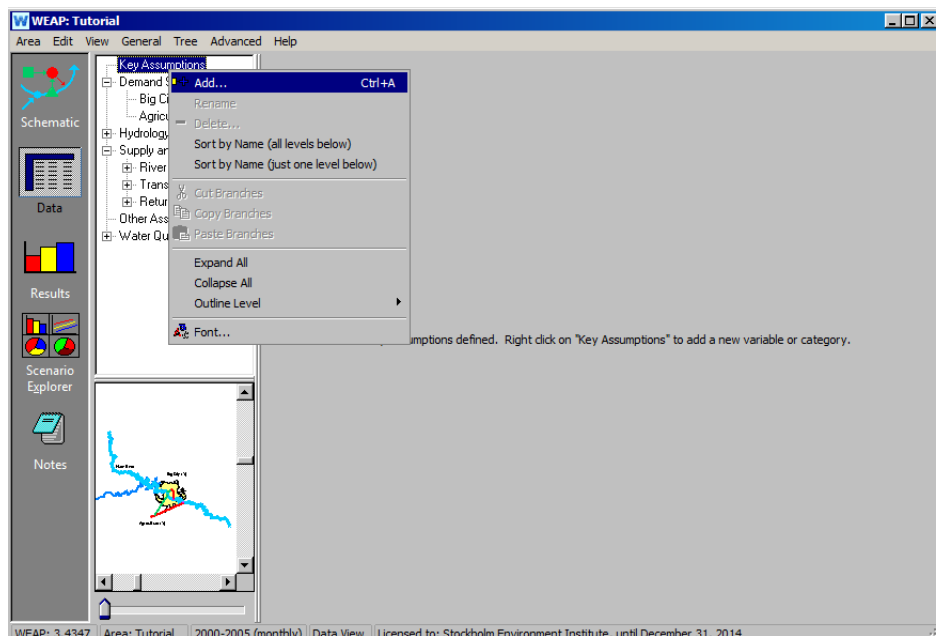 WEAP: Tutorial
Area Edit View General Tree Advanced Help
Schematic
Data
Results
Scenario
Explorer
Notes
Key Assumptions
Demand S
Big Ci
Agricu
Hydrology
Supply an
River
Trans
Retur
Other Ass
Water Qu
Add... Ctrl+A
Rename
Delete...
Sort by Name (all levels below)
Sort by Name (just one level below)
Cut Branches
Copy Branches
Paste Branches
Expand All
Collapse All
Outline Level
Font...
umptions defined. Right click on "Key Assumptions" to add a new variable or category.
WEAP: 3.4347 Area: Tutorial 2000-2005 (monthly) Data View Licensed to: Stockholm Environment Institute, until December 31, 2014